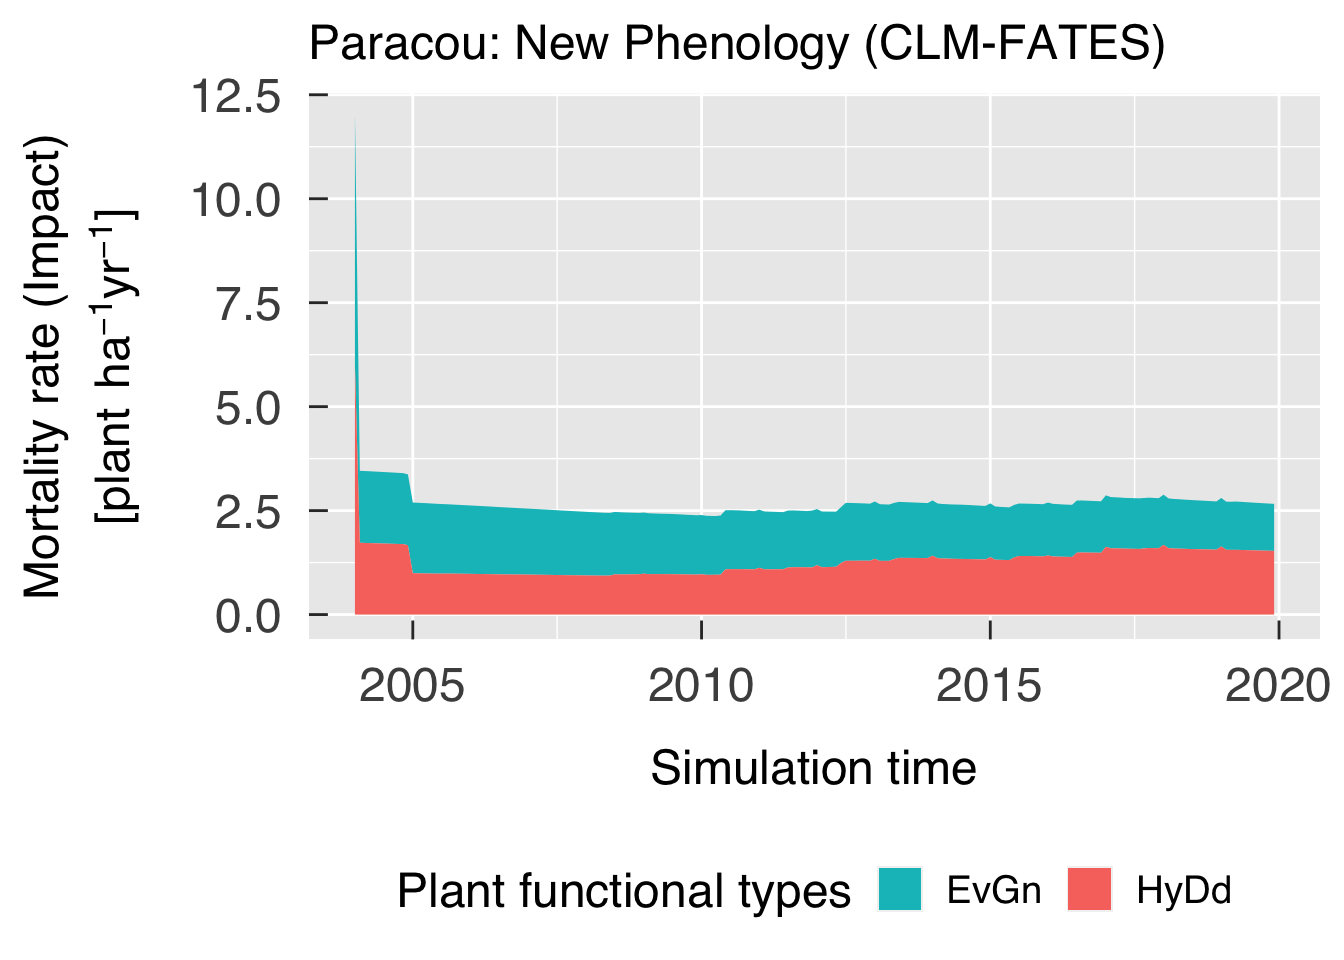 Paracou: New Phenology (CLM-FATES)
Mortality rate (Impact)
[plant ha⁻¹yr⁻¹]
12.5
10.0
7.5
5.0
2.5
0.0
2005 2010 2015 2020
Simulation time
Plant functional types EvGn HyDd